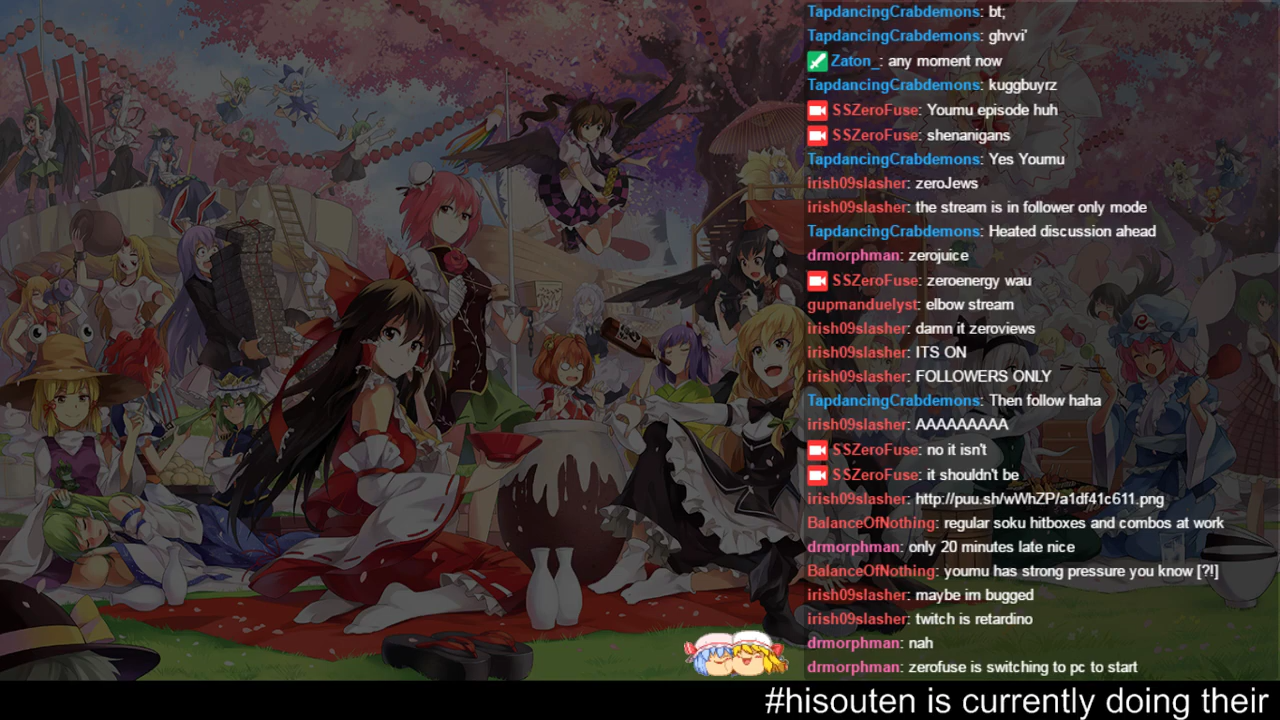 TapdancingCrabdemons: bt;
TapdancingCrabdemons: ghvvi'
Zaton_: any moment now
TapdancingCrabdemons: kuggbuyrz
SSZeroFuse: Youmu episode huh
SSZeroFuse: shenanigans
TapdancingCrabdemons: Yes Youmu
irish09slasher: zeroJews
irish09slasher: the stream is in follower only mode
TapdancingCrabdemons: Heated discussion ahead
drmorphman: zerojuice
SSZeroFuse: zeroenergy wau
gupmanduelyst: elbow stream
irish09slasher: damn it zeroviews
irish09slasher: ITS ON
irish09slasher: FOLLOWERS ONLY
TapdancingCrabdemons: Then follow haha
irish09slasher: AAAAAAAAA
SSZeroFuse: no it isn't
SSZeroFuse: it shouldn't be
irish09slasher: http://puu.sh/wWhZP/a1df41c611.png
BalanceOfNothing: regular soku hitboxes and combos at work
drmorphman: only 20 minutes late nice
BalanceOfNothing: youmu has strong pressure you know [?!]
irish09slasher: maybe im bugged
irish09slasher: twitch is retardino
drmorphman: nah
drmorphman: zerofuse is switching to pc to start
#hisouten is currently doing their